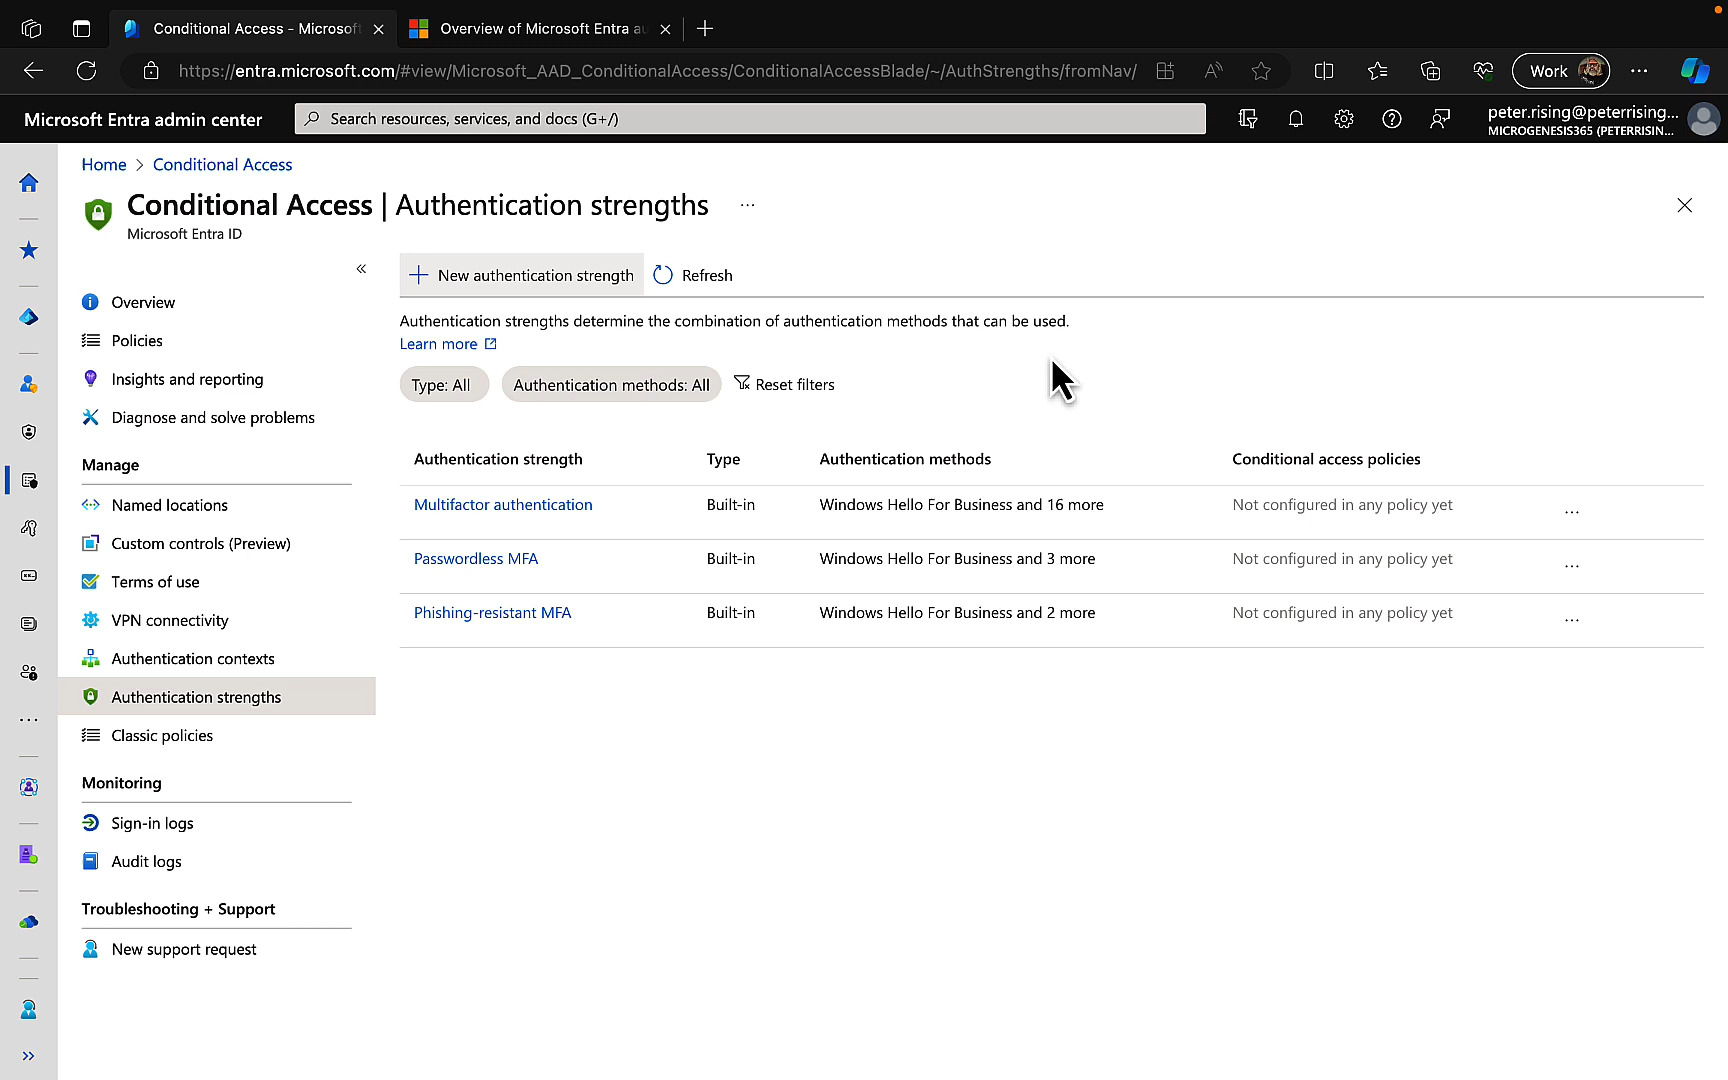 Conditional Access - Microsof
Overview of Microsoft Entra au
https://entra.microsoft.com/#view/Microsoft_AAD_ConditionalAccess/ConditionalAccessBlade/~/AuthStrengths/fromNav/
Work
Microsoft Entra admin center
Search resources, services, and docs (G+/)
peter.rising@peterrising...
MICROGENESIS365 (PETERRISIN...
Home > Conditional Access
Conditional Access | Authentication strengths ...
Microsoft Entra ID
«
New authentication strength
Refresh
Authentication strengths determine the combination of authentication methods that can be used.
Learn more
Type: All
Authentication methods: All
Reset filters
Authentication strength Type Authentication methods Conditional access policies
Multifactor authentication Built-in Windows Hello For Business and 16 more Not configured in any policy yet ...
Passwordless MFA Built-in Windows Hello For Business and 3 more Not configured in any policy yet ...
Phishing-resistant MFA Built-in Windows Hello For Business and 2 more Not configured in any policy yet ...
Overview
Policies
Insights and reporting
Diagnose and solve problems
Manage
Named locations
Custom controls (Preview)
Terms of use
VPN connectivity
Authentication contexts
Authentication strengths
Classic policies
Monitoring
Sign-in logs
Audit logs
Troubleshooting + Support
New support request